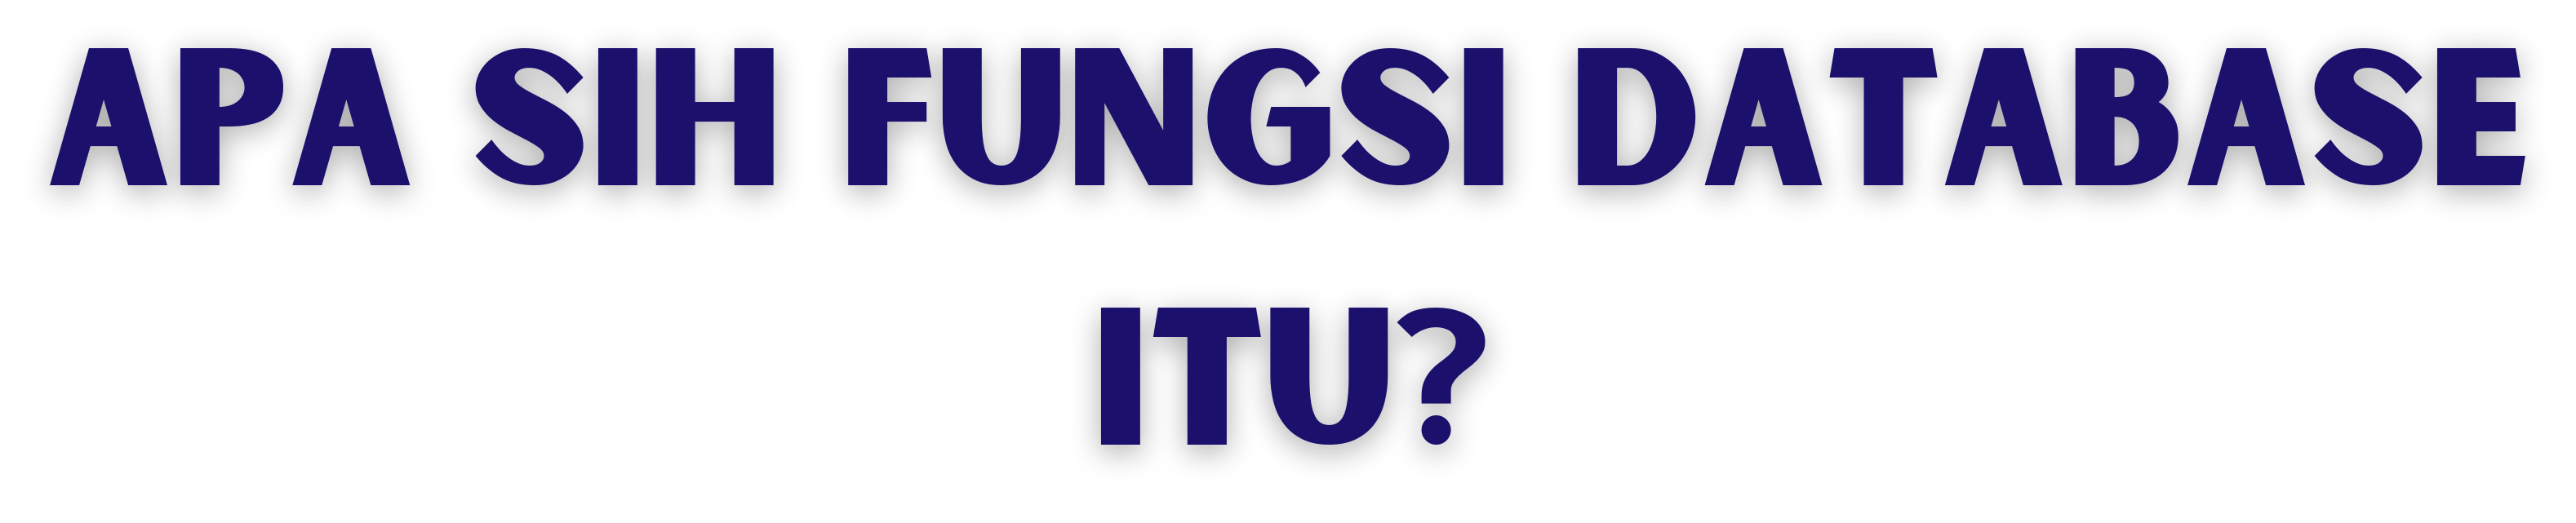 APA SIH FUNGSI DATABASE
ITU?